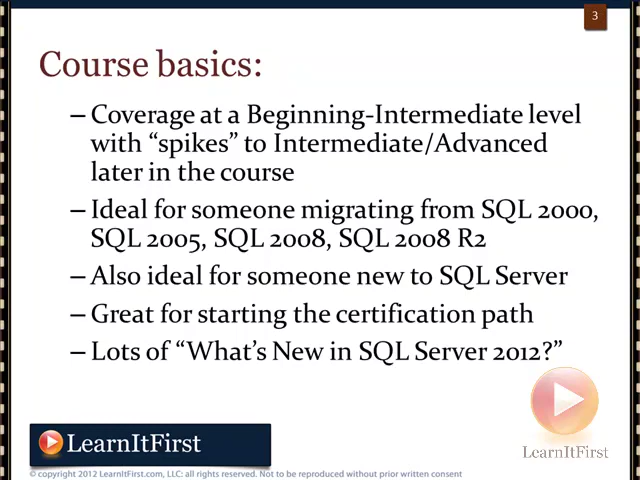 3
Course basics:
– Coverage at a Beginning-Intermediate level
with “spikes” to Intermediate/Advanced
later in the course
– Ideal for someone migrating from SQL 2000,
SQL 2005, SQL 2008, SQL 2008 R2
– Also ideal for someone new to SQL Server
– Great for starting the certification path
– Lots of “What’s New in SQL Server 2012?”
LearnItFirst
LearnItFirst
© copyright 2012 LearnItFirst.com, LLC: all rights reserved. Not to be reproduced without prior written consent